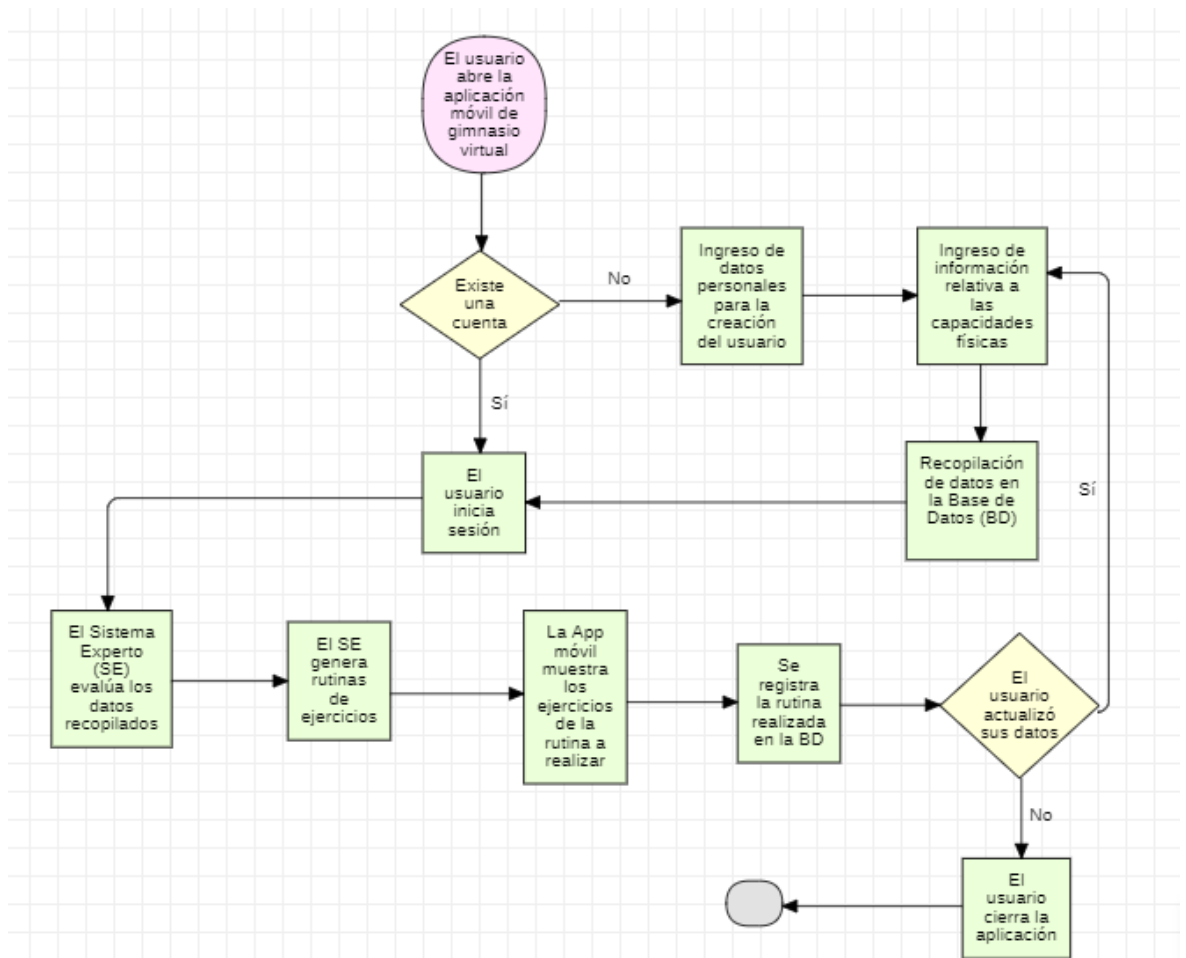 El usuario
abre la
aplicación
móvil de
gimnasio
virtual
Existe
una
cuenta
No
Ingreso de
datos
personales
para la
creación
del usuario
Ingreso de
información
relativa a
las
capacidades
físicas
Sí
El
usuario
inicia
sesión
Recopilación
de datos en
la Base de
Datos (BD)
Sí
El Sistema
Experto
(SE)
evalúa los
datos
recopilados
El SE
genera
rutinas
de
ejercicios
La App
móvil
muestra
los
ejercicios
de la
rutina a
realizar
Se
registra
la rutina
realizada
en la BD
El
usuario
actualizó
sus datos
No
El
usuario
cierra la
aplicación